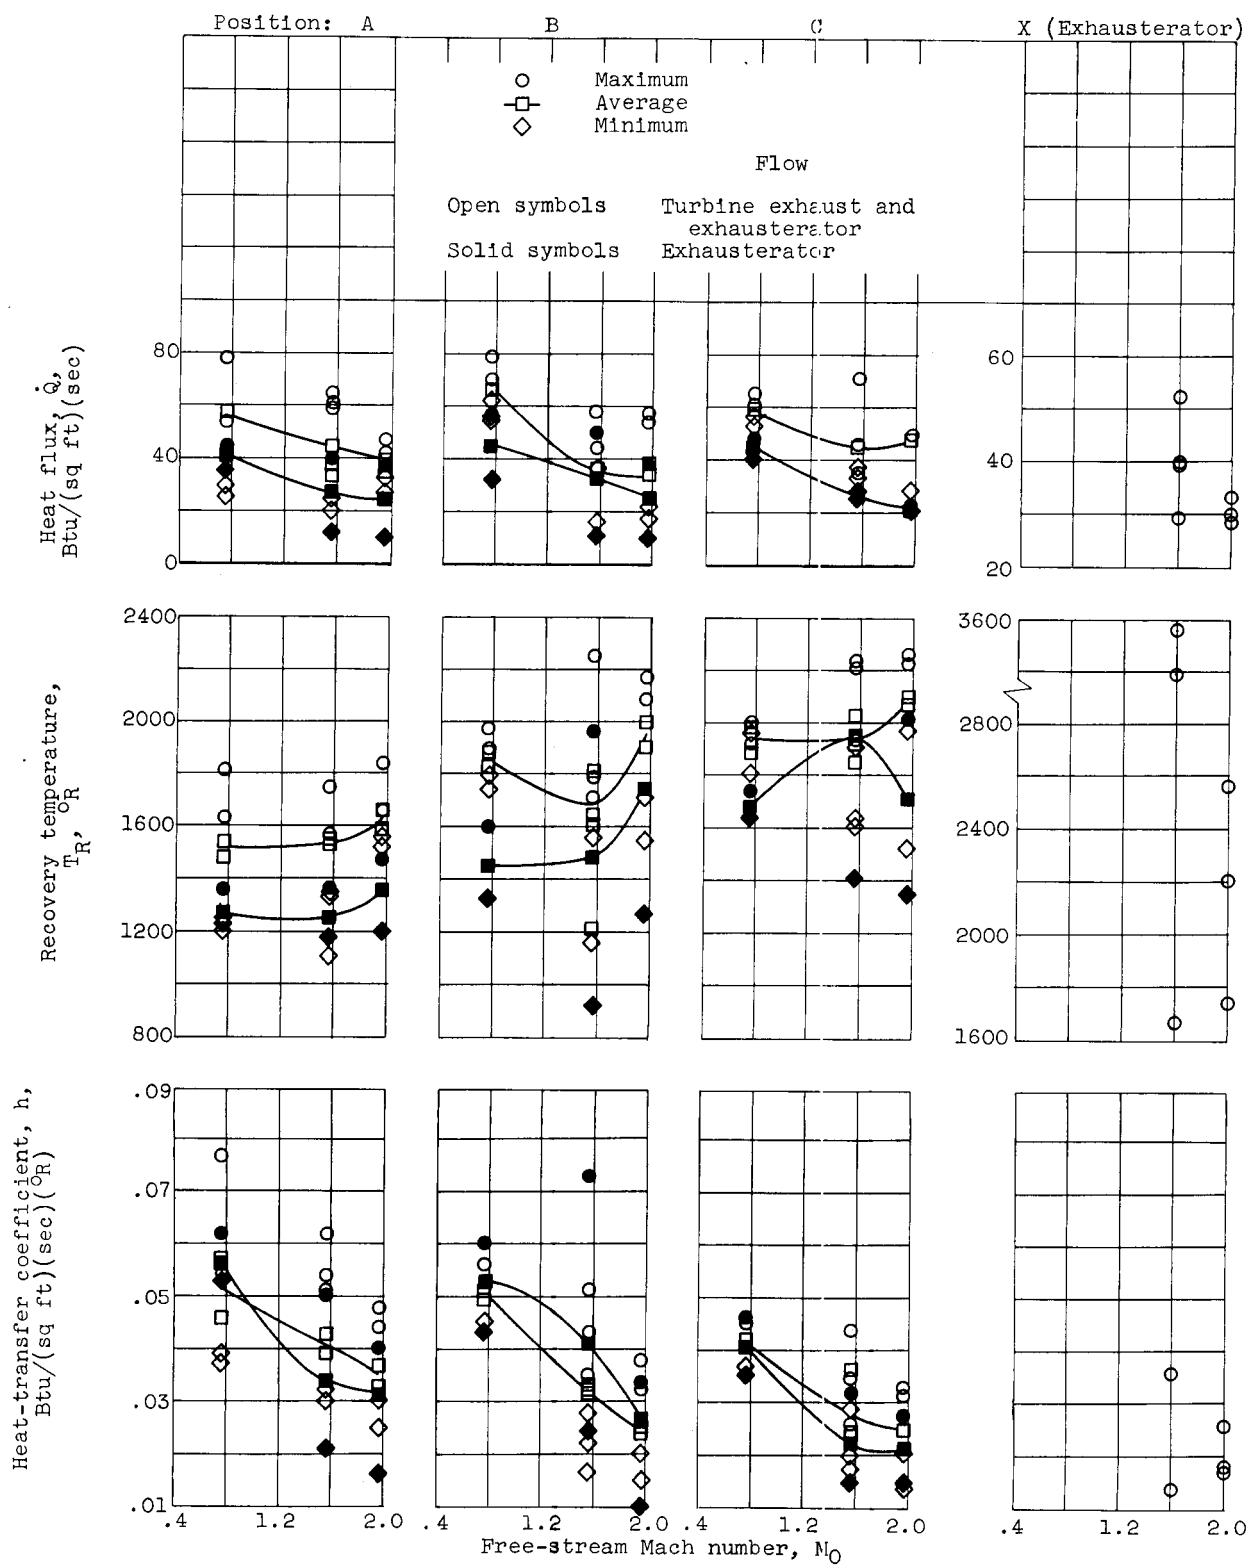 Position: A B C X (Exhausterator)
Maximum
Average
Minimum
Flow
Open symbols Turbine exhaust and
exhausterator
Solid symbols Exhausterator
Heat flux, Q̇,
Btu/(sq ft)(sec)
80
40
0
60
40
20
Recovery temperature,
T_R, °R
2400
2000
1600
1200
800
3600
2800
2400
2000
1600
Heat-transfer coefficient, h,
Btu/(sq ft)(sec)(°R)
.09
.07
.05
.03
.01
.4 1.2 2.0 .4 1.2 2.0 .4 1.2 2.0 .4 1.2 2.0
Free-stream Mach number, M₀